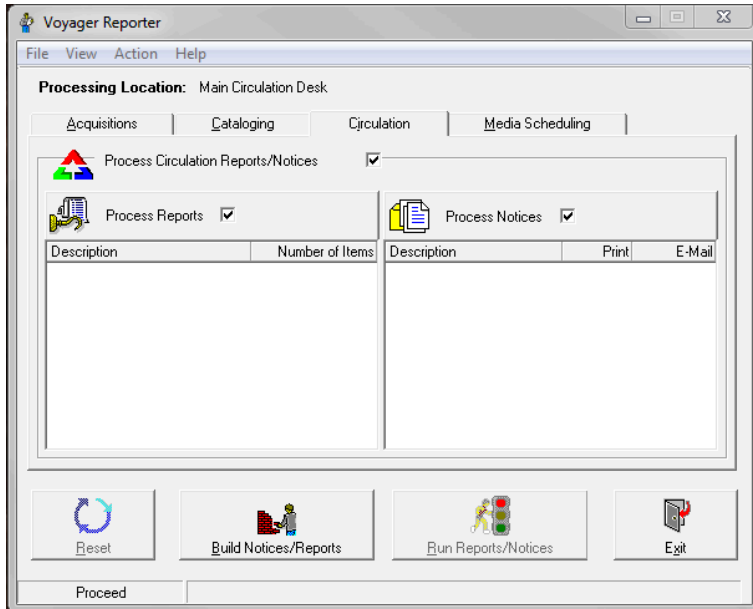 Voyager Reporter
File View Action Help
Processing Location: Main Circulation Desk
Acquisitions Cataloging Circulation Media Scheduling
Process Circulation Reports/Notices
Process Reports Process Notices
Description Number of Items Description Print E-Mail
Reset Build Notices/Reports Run Reports/Notices Exit
Proceed